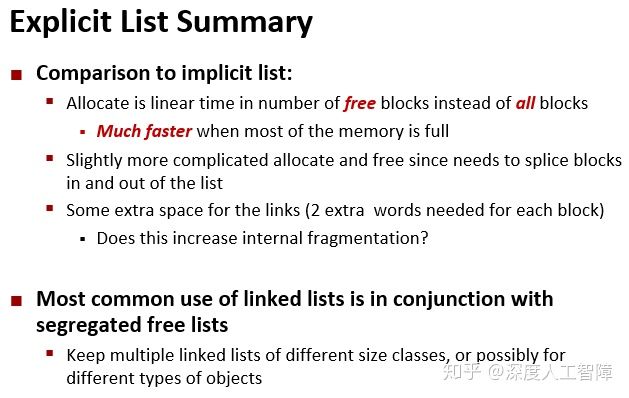 Explicit List Summary
Comparison to implicit list:
Allocate is linear time in number of free blocks instead of all blocks
Much faster when most of the memory is full
Slightly more complicated allocate and free since needs to splice blocks
in and out of the list
Some extra space for the links (2 extra words needed for each block)
Does this increase internal fragmentation?
Most common use of linked lists is in conjunction with
segregated free lists
Keep multiple linked lists of different size classes, or possibly for
different types of objects
知乎 @深度人工智障